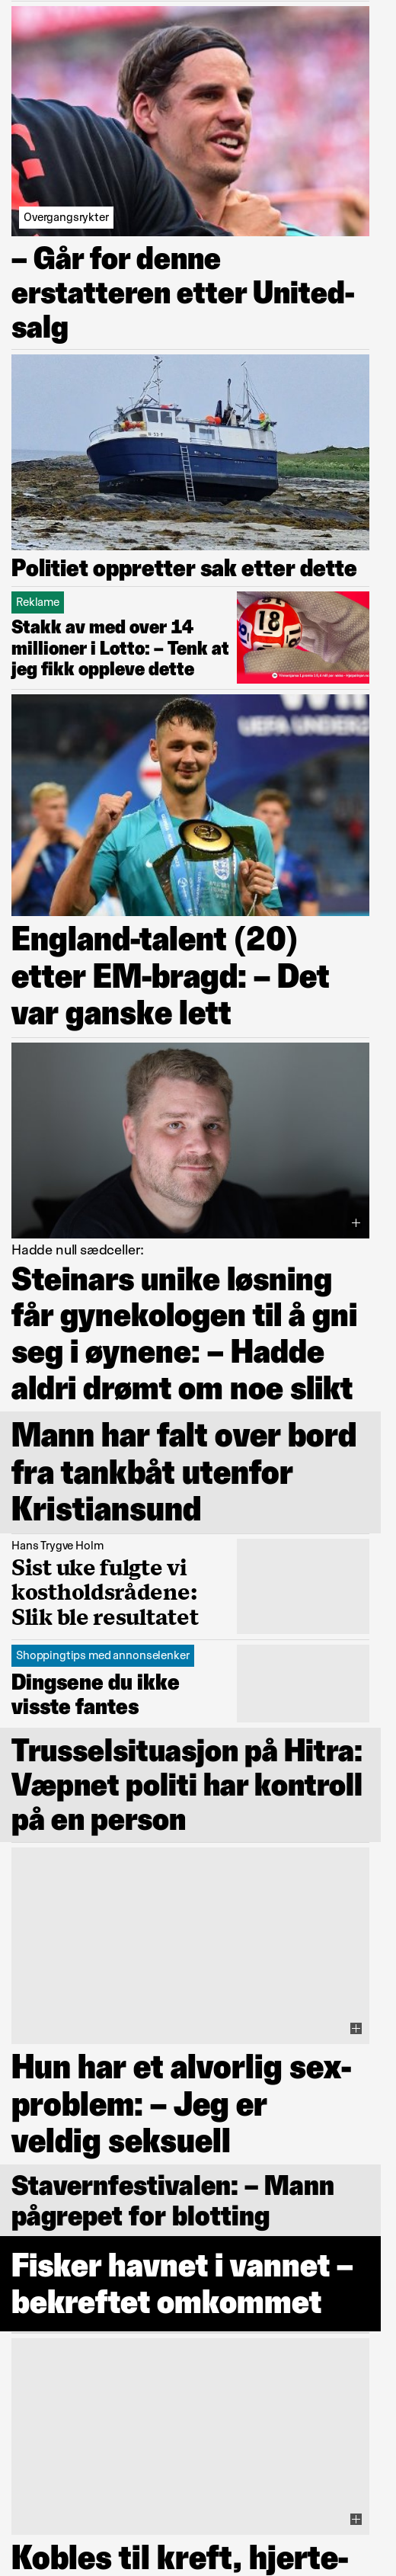 Overgangsrykter
– Går for denne
erstatteren etter United-
salg
Politiet oppretter sak etter dette
Reklame
Stakk av med over 14
millioner i Lotto: – Tenk at
jeg fikk oppleve dette
18
England-talent (20)
etter EM-bragd: – Det
var ganske lett
Hadde null sædceller:
Steinars unike løsning
får gynekologen til å gni
seg i øynene: – Hadde
aldri drømt om noe slikt
Mann har falt over bord
fra tankbåt utenfor
Kristiansund
Hans Trygve Holm
Sist uke fulgte vi
kostholdsrådene:
Slik ble resultatet
Shoppingtips med annonselenker
Dingsene du ikke
visste fantes
Trusselsituasjon på Hitra:
Væpnet politi har kontroll
på en person
Hun har et alvorlig sex-
problem: – Jeg er
veldig seksuell
Stavernfestivalen: – Mann
pågrepet for blotting
Fisker havnet i vannet –
bekreftet omkommet
Kobles til kreft, hjerte-